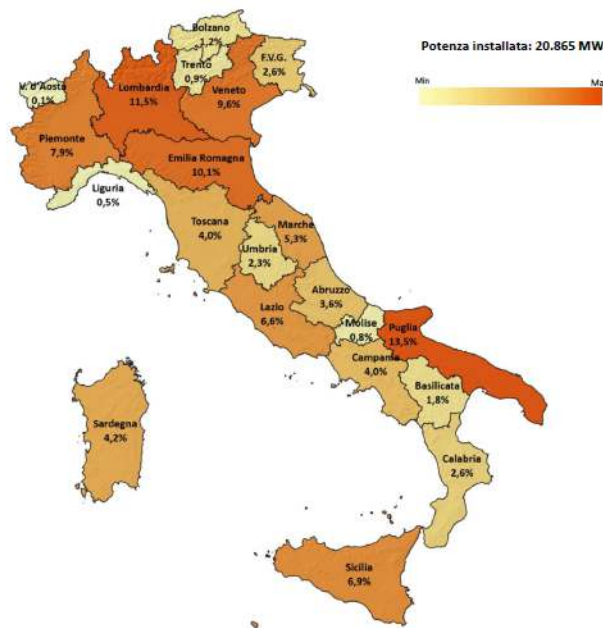 Bolzano
1,2%
Potenza installata: 20.865 MW
Trento
0,9%
F.V.G.
2,6%
Min
Ma
V. d'Aosta
0,1%
Lombardia
11,5%
Veneto
9,6%
Piemonte
7,9%
Emilia Romagna
10,1%
Liguria
0,5%
Toscana
4,0%
Marche
5,3%
Umbria
2,3%
Abruzzo
3,6%
Lazio
6,6%
Molise
0,8%
Puglia
13,5%
Campania
4,0%
Basilicata
1,8%
Sardegna
4,2%
Calabria
2,6%
Sicilia
6,9%